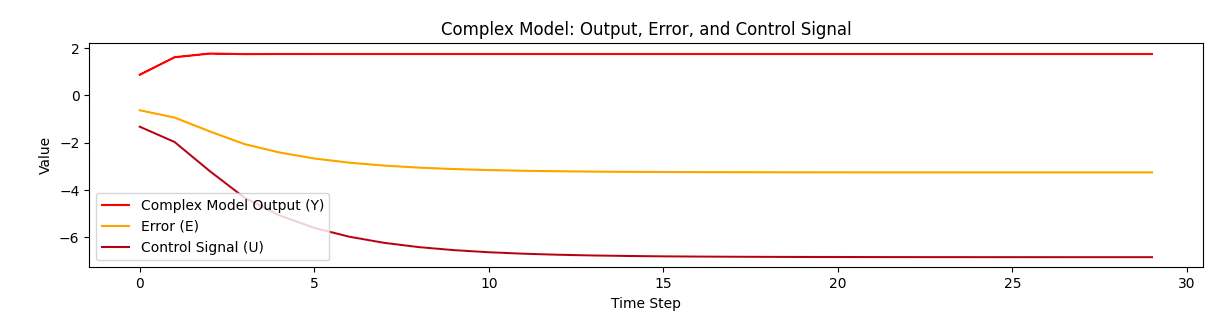 Complex Model: Output, Error, and Control Signal
Value
2
0
−2
−4
−6
Complex Model Output (Y)
Error (E)
Control Signal (U)
0 5 10 15 20 25 30
Time Step